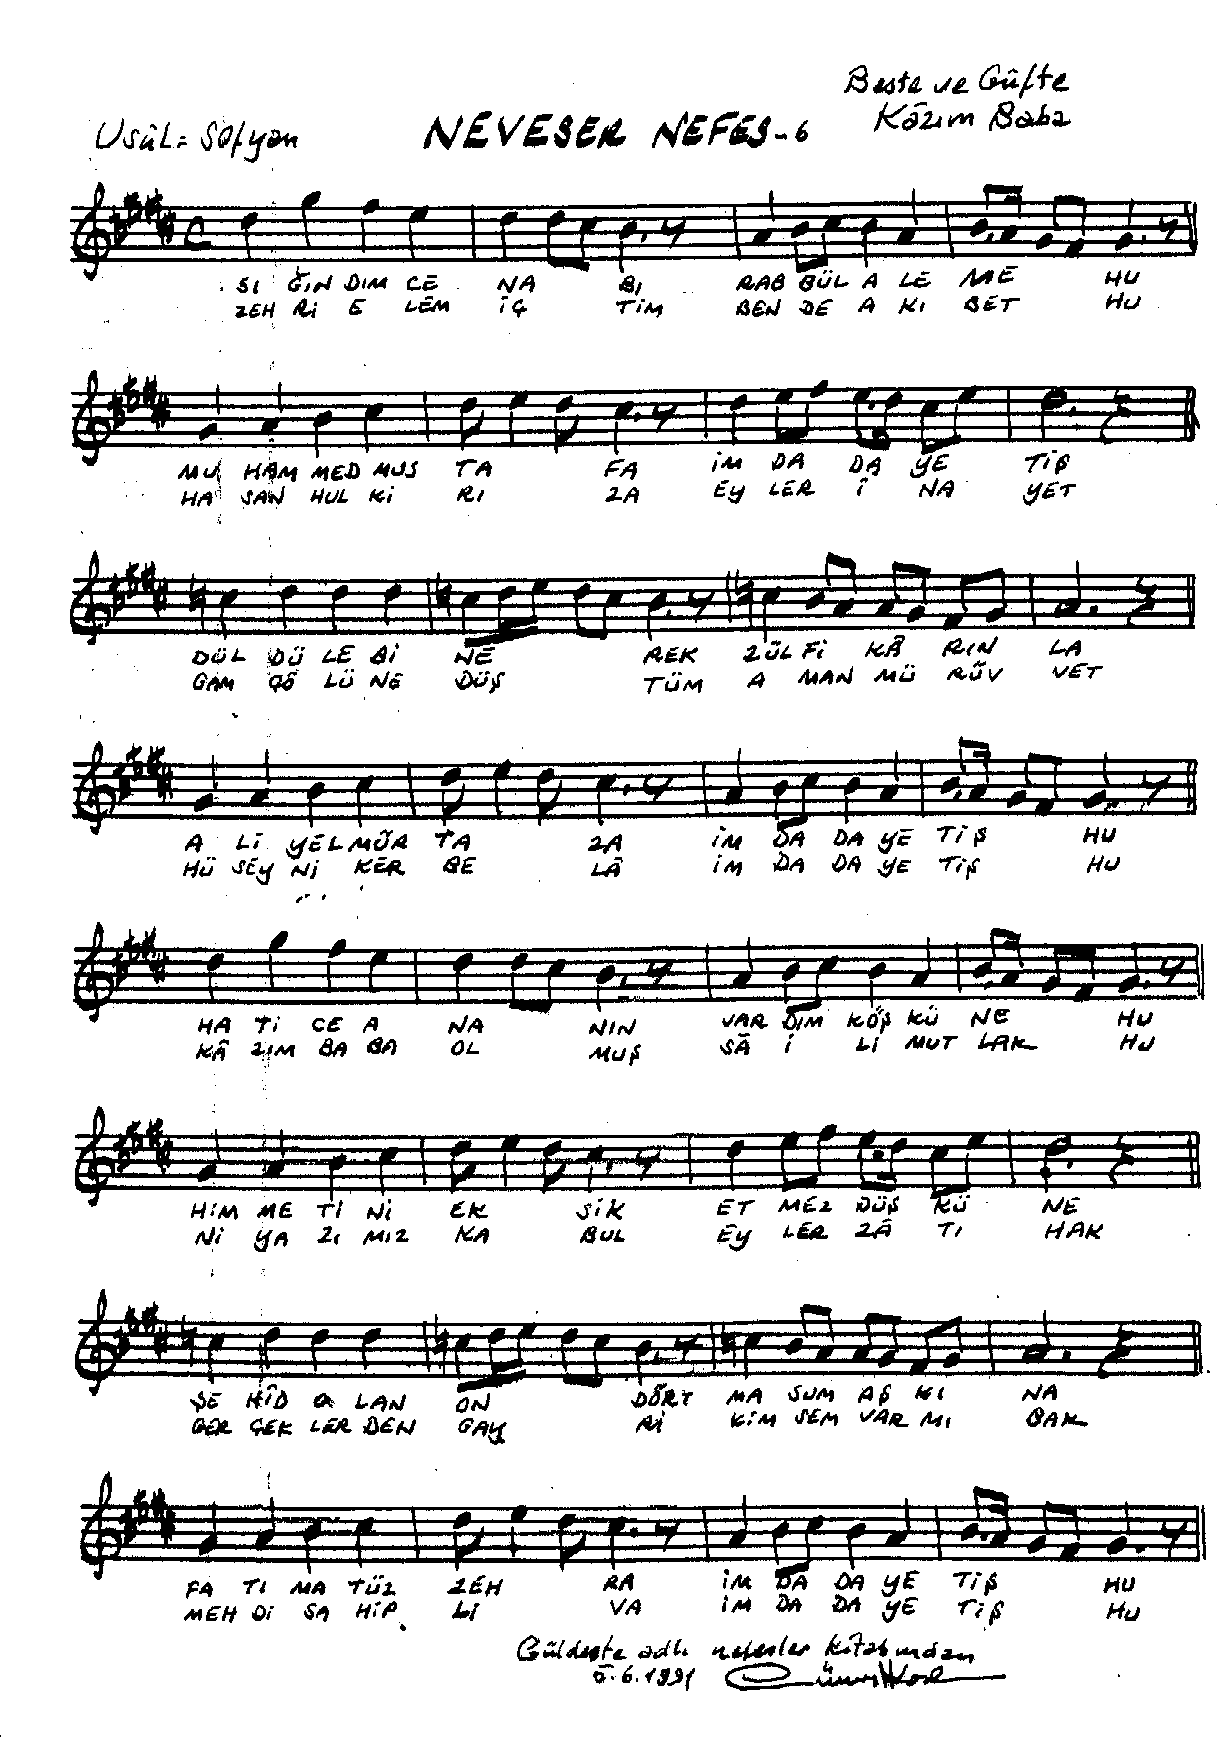 Beste ve Güfte
Usûl = Sofyan NEVESER NEFES - 6 Kâzım Baba
SI ĞIN DIM CE NA BI RAB BÜL A LE ME HU
ZEH Rİ E LEM İÇ TİM BEN DE A KI BET HU
MU HAM MED MUS TA FA İM DA DA YE TİŞ
HA SAN HUL Kİ RI ZA EY LER İ NA YET
DÜL DÜ LE Bİ NE REK ZÜL Fİ KÂ RIN LA
GAM ÇÖ LÜ NE DÜŞ TÜM A MAN MÜ RÜV VET
A Lİ YEL MÜR TA ZA İM DA DA YE TİŞ HU
HÜ SEY Nİ KER BE LÂ İM DA DA YE TİŞ HU
HA Tİ CE A NA NIN VAR DIM KÖŞ KÜ NE HU
KÂ ZIM BA BA OL MUŞ SÂ İ Lİ MUT LAK HU
HİM ME Tİ Nİ EK SİK ET MEZ DÜŞ KÜ NE
Nİ YA ZI MIZ KA BUL EY LER ZÂ TI HAK
ŞE HÎD O LAN ON DÖRT MA SUM AŞ KI NA
GER ÇEK LER DEN GAY Rİ KİM SEM VAR MI BAK
FA TI MA TÜZ ZEH RA İM DA DA YE TİŞ HU
MEH Dİ SA HİP Lİ VA İM DA DA YE TİŞ HU
Güldeste adlı nefesler kitabından
6.1991